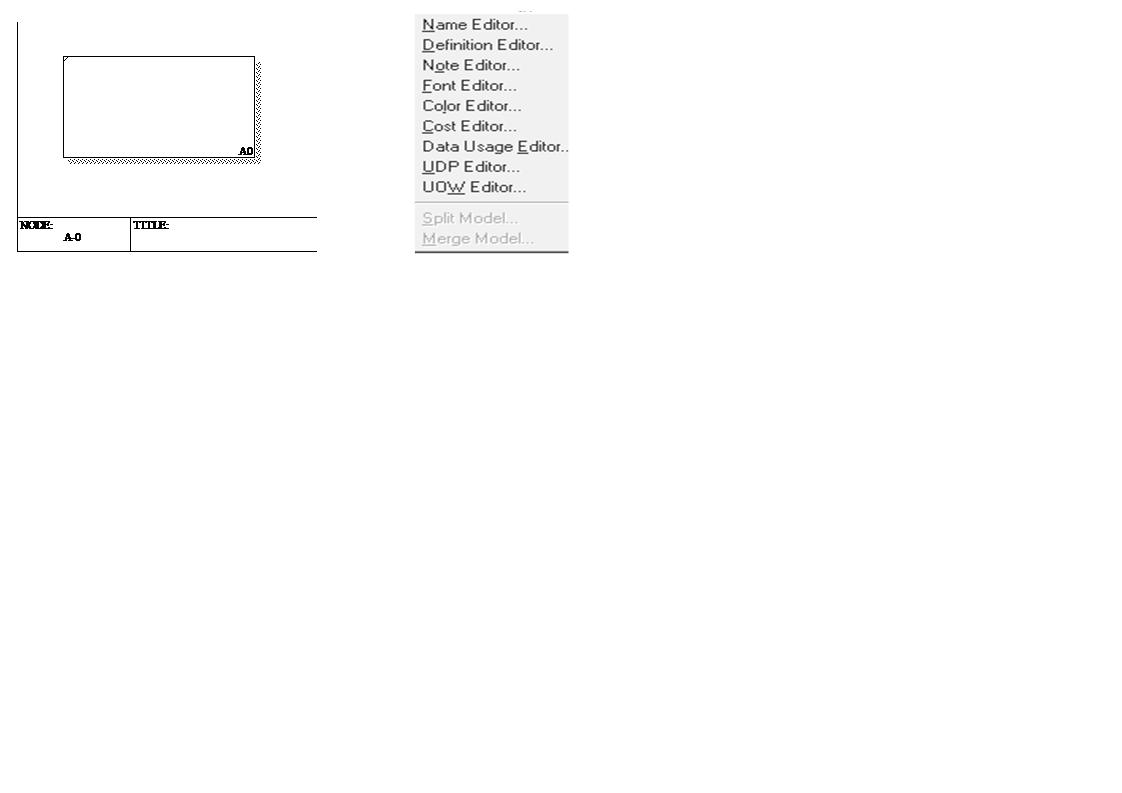 A0
NODE:
TITLE:
A-0
Name Editor...
Definition Editor...
Note Editor...
Font Editor...
Color Editor...
Cost Editor...
Data Usage Editor..
UDP Editor...
UOW Editor...
Split Model...
Merge Model...